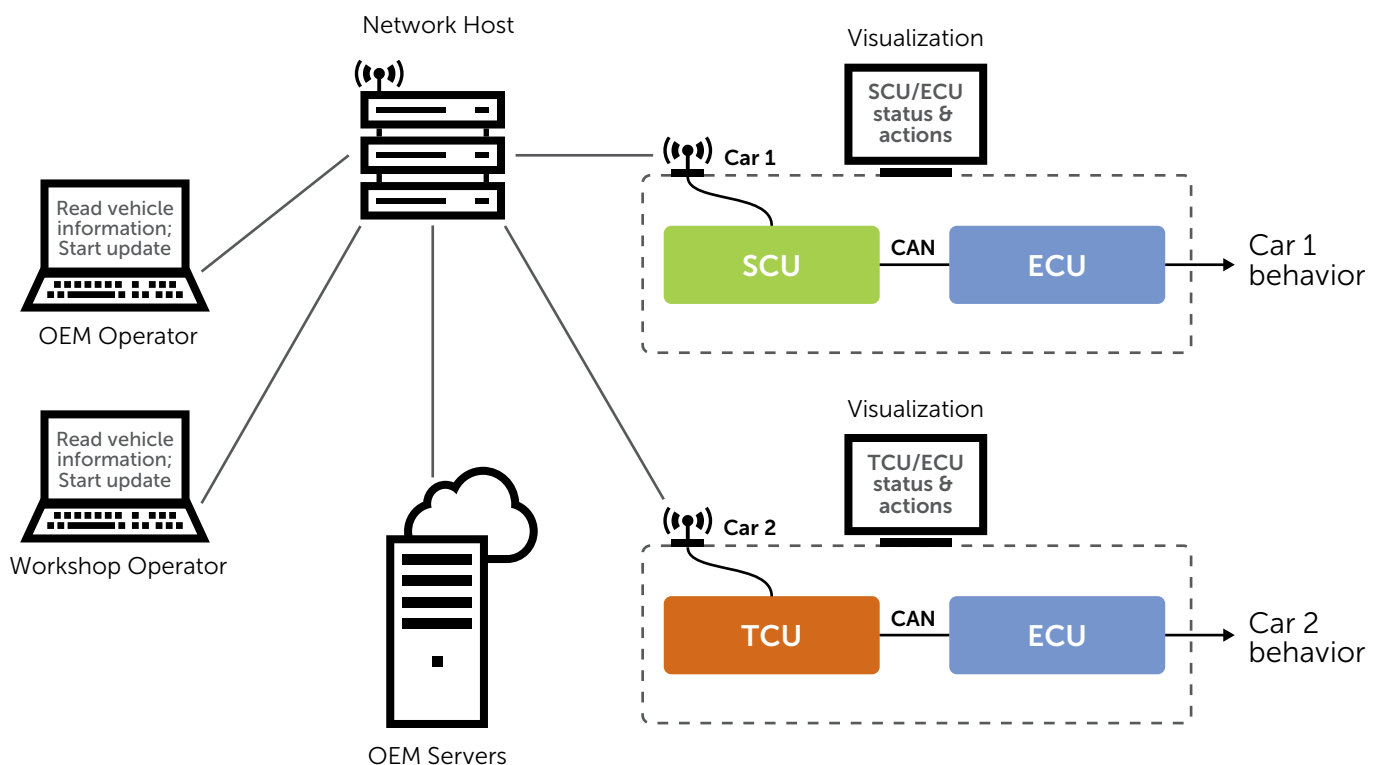 Network Host
Visualization
SCU/ECU
status &
actions
Car 1
Read vehicle
information;
Start update
OEM Operator
SCU
CAN
ECU
Car 1
behavior
Visualization
TCU/ECU
status &
actions
Read vehicle
information;
Start update
Workshop Operator
Car 2
TCU
CAN
ECU
Car 2
behavior
OEM Servers